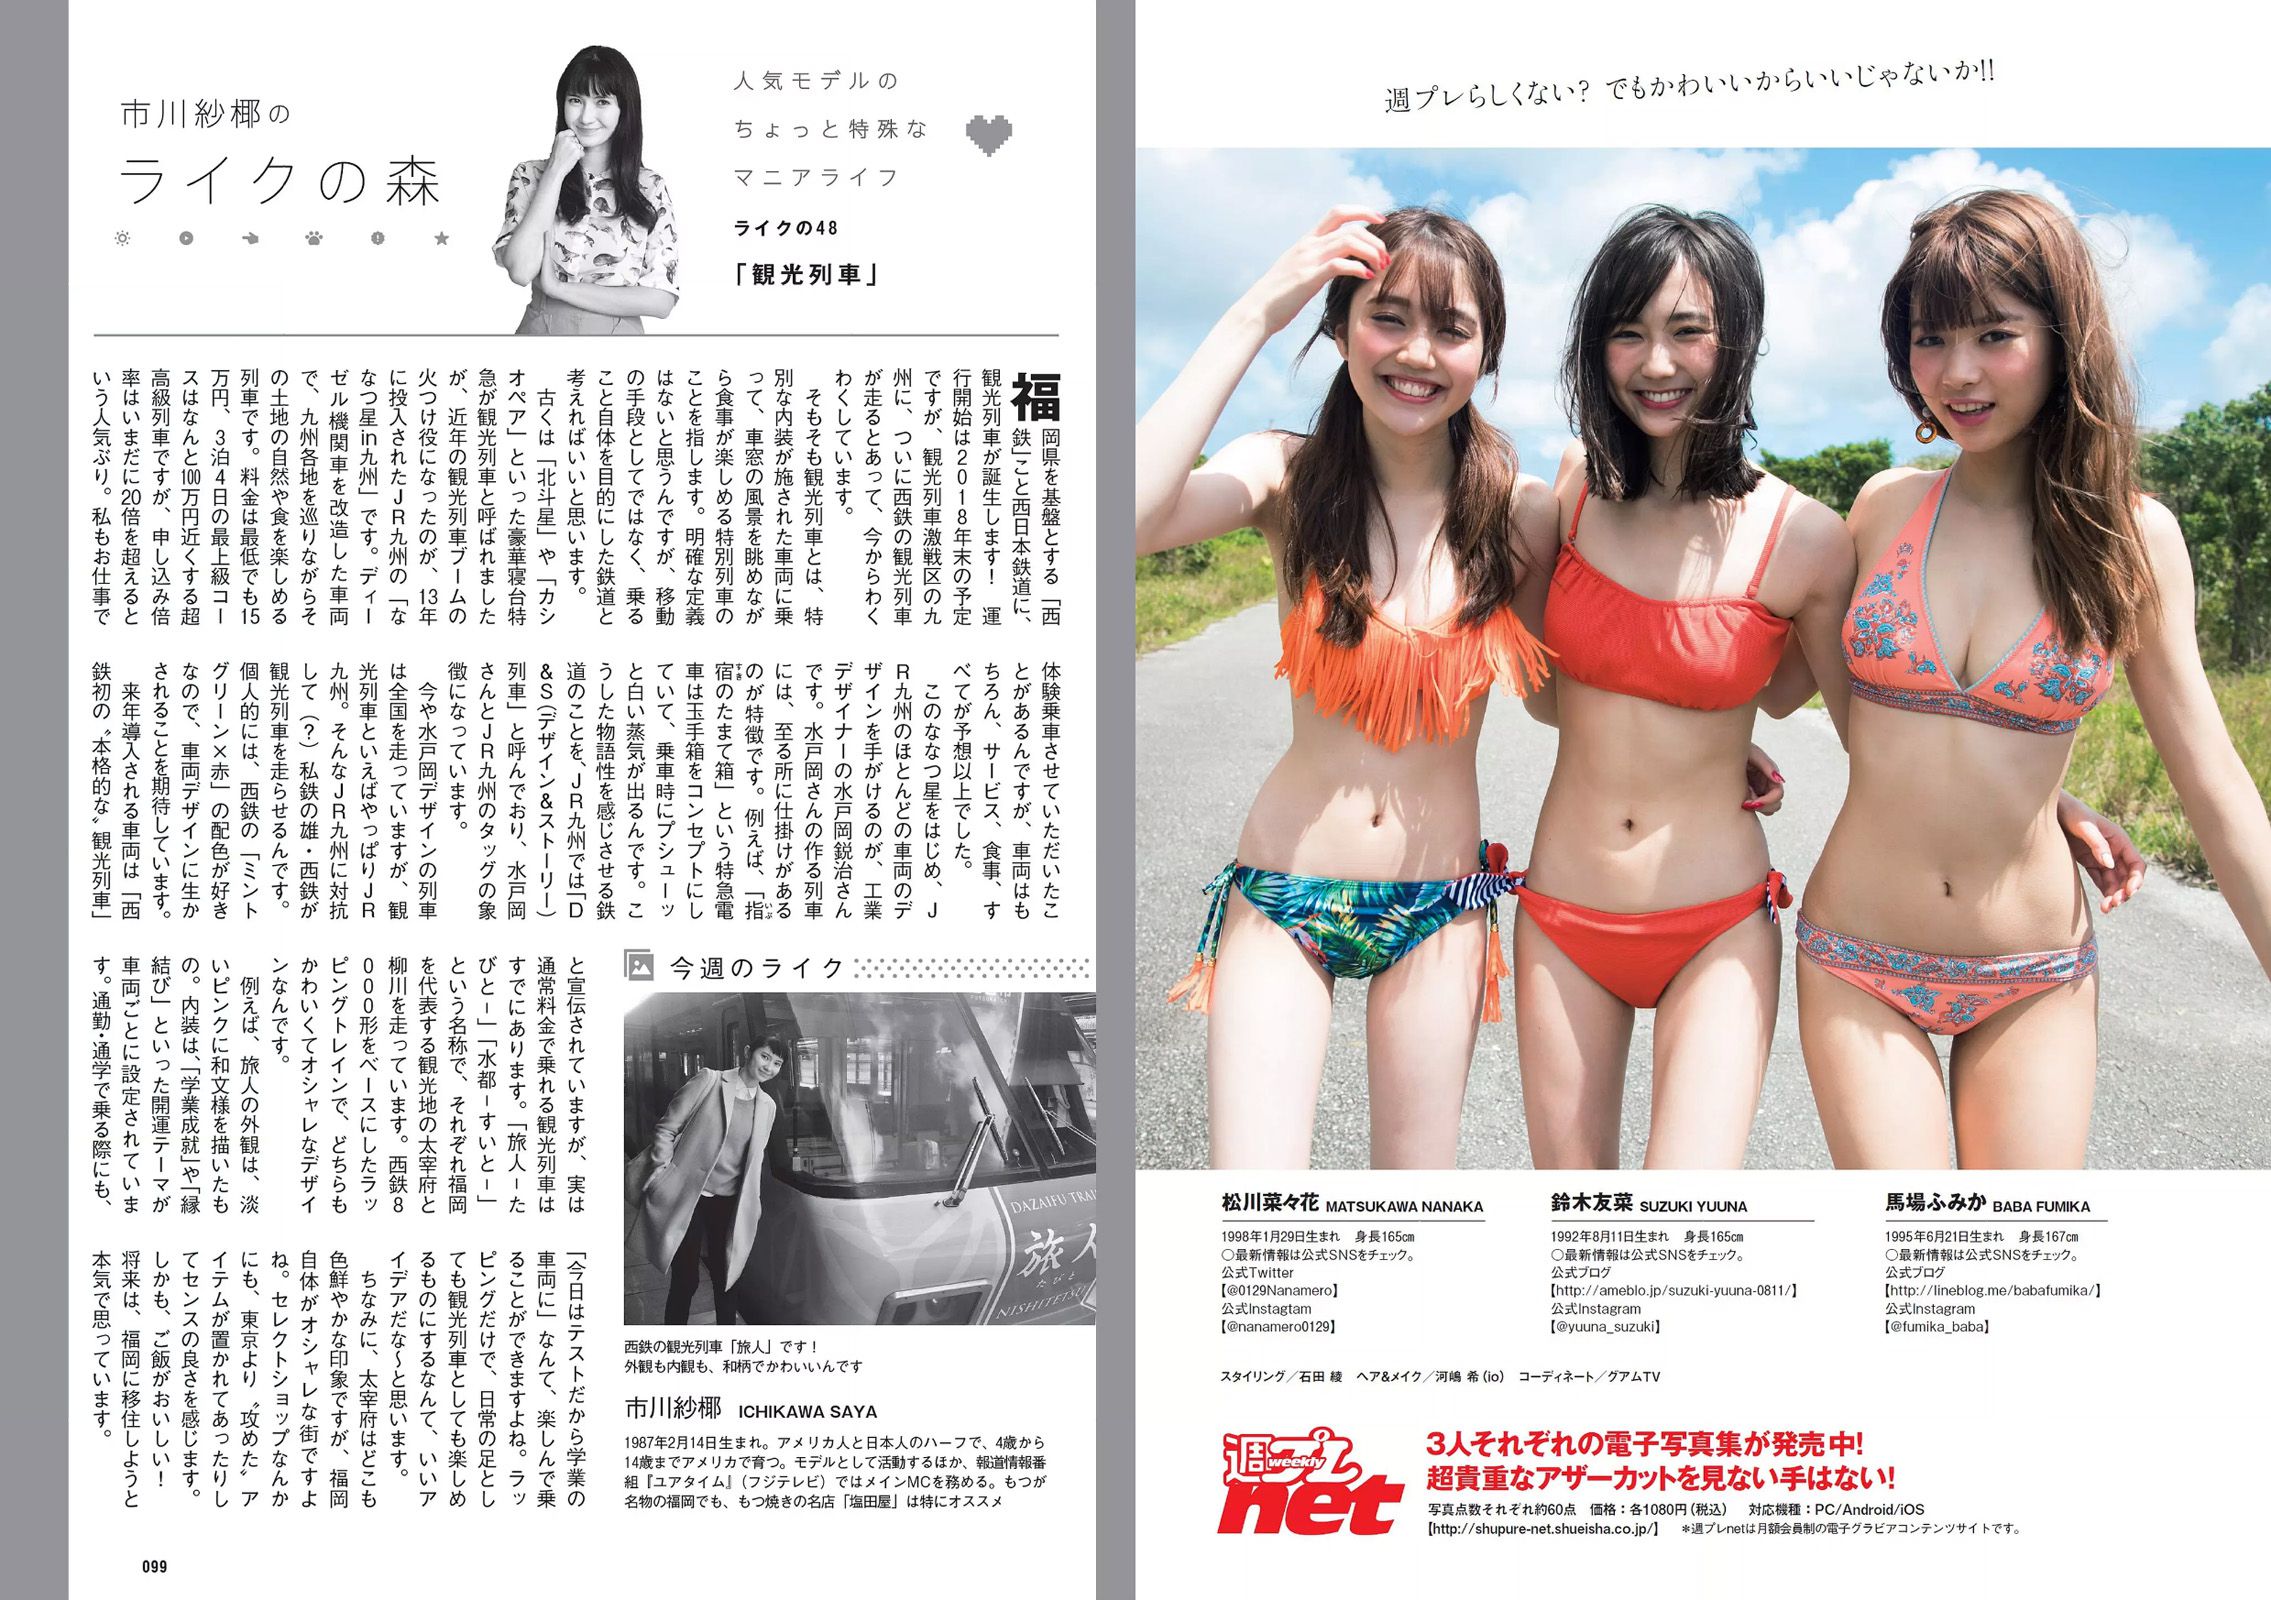 市川紗椰の
ライクの森
人気モデルの
ちょっと特殊な
マニアライフ
ライクの48
「観光列車」
福岡県を基盤とする「西
鉄」こと西日本鉄道に、
観光列車が誕生します！　運
行開始は2018年末の予定
ですが、観光列車激戦区の九
州に、ついに西鉄の観光列車
が走るとあって、今からわく
わくしています。
　そもそも観光列車とは、特
別な内装が施された車両に乗
って、車窓の風景を眺めなが
ら食事が楽しめる特別列車の
ことを指します。明確な定義
はないと思うんですが、移動
の手段としてではなく、乗る
こと自体を目的にした鉄道と
考えればいいと思います。
　古くは「北斗星」や「カシ
オペア」といった豪華寝台特
急が観光列車と呼ばれました
が、近年の観光列車ブームの
火つけ役になったのが、13年
に投入されたJR九州の「な
なつ星in九州」です。ディー
ゼル機関車を改造した車両
で、九州各地を巡りながらそ
の土地の自然や食を楽しめる
列車です。料金は最低でも15
万円、3泊4日の最上級コー
スはなんと100万円近くする超
高級列車ですが、申し込み倍
率はいまだに20倍を超えると
いう人気ぶり。私もお仕事で
体験乗車させていただいたこ
とがあるんですが、車両はも
ちろん、サービス、食事、す
べてが予想以上でした。
　このななつ星をはじめ、J
R九州のほとんどの車両のデ
ザインを手がけるのが、工業
デザイナーの水戸岡鋭治さん
です。水戸岡さんの作る列車
には、至る所に仕掛けがある
のが特徴です。例えば、「指
宿のたまて箱」という特急電
車は玉手箱をコンセプトにし
ていて、乗車時にプシューッ
と白い蒸気が出るんです。こ
うした物語性を感じさせる鉄
道のことを、JR九州では「D
&S（デザイン&ストーリー）
列車」と呼んでおり、水戸岡
さんとJR九州のタッグの象
徴になっています。
　今や水戸岡デザインの列車
は全国を走っていますが、観
光列車といえばやっぱりJR
九州。そんなJR九州に対抗
して（？）私鉄の雄・西鉄が
観光列車を走らせるんです。
個人的には、西鉄の「ミント
グリーン×赤」の配色が好き
なので、車両デザインに生か
されることを期待しています。
　来年導入される車両は「西
鉄初の〝本格的な〟観光列車」
と宣伝されていますが、実は
通常料金で乗れる観光列車は
すでにあります。「旅人－た
びと－」「水都－すいと－」
という名称で、それぞれ福岡
を代表する観光地の太宰府と
柳川を走っています。西鉄8
000形をベースにしたラッ
ピングトレインで、どちらも
かわいくてオシャレなデザイ
ンなんです。
　例えば、旅人の外観は、淡
いピンクに和文様を描いたも
の。内装は、「学業成就」や「縁
結び」といった開運テーマが
車両ごとに設定されていま
す。通勤・通学で乗る際にも、
「今日はテストだから学業の
車両に」なんて、楽しんで乗
ることができますよね。ラッ
ピングだけで、日常の足とし
ても観光列車としても楽しめ
るものにするなんて、いいア
イデアだな～と思います。
　ちなみに、太宰府はどこも
色鮮やかな印象ですが、福岡
自体がオシャレな街ですよ
ね。セレクトショップなんか
にも、東京より〝攻めた〟ア
イテムが置かれてあったりし
てセンスの良さを感じます。
しかも、ご飯がおいしい！
将来は、福岡に移住しようと
本気で思っています。
今週のライク
DAZAIFU TRAI
旅人
たびと
NISHITETSU
西鉄の観光列車「旅人」です！
外観も内観も、和柄でかわいいんです
市川紗椰　ICHIKAWA SAYA
1987年2月14日生まれ。アメリカ人と日本人のハーフで、4歳から
14歳までアメリカで育つ。モデルとして活動するほか、報道情報番
組『ユアタイム』（フジテレビ）ではメインMCを務める。もつが
名物の福岡でも、もつ焼きの名店「塩田屋」は特にオススメ
099
週プレらしくない？ でもかわいいからいいじゃないか!!
松川菜々花 MATSUKAWA NANAKA
1998年1月29日生まれ　身長165㎝
○最新情報は公式SNSをチェック。
公式Twitter
【@0129Nanamero】
公式Instagtam
【@nanamero0129】
鈴木友菜 SUZUKI YUUNA
1992年8月11日生まれ　身長165㎝
○最新情報は公式SNSをチェック。
公式ブログ
【http://ameblo.jp/suzuki-yuuna-0811/】
公式Instagram
【@yuuna_suzuki】
馬場ふみか BABA FUMIKA
1995年6月21日生まれ　身長167㎝
○最新情報は公式SNSをチェック。
公式ブログ
【http://lineblog.me/babafumika/】
公式Instagram
【@fumika_baba】
スタイリング／石田 綾　ヘア&メイク／河嶋 希（io）　コーディネート／グアムTV
週プレ
weekly
net
3人それぞれの電子写真集が発売中!
超貴重なアザーカットを見ない手はない!
写真点数それぞれ約60点　価格：各1080円（税込）　対応機種：PC/Android/iOS
【http://shupure-net.shueisha.co.jp/】　＊週プレnetは月額会員制の電子グラビアコンテンツサイトです。